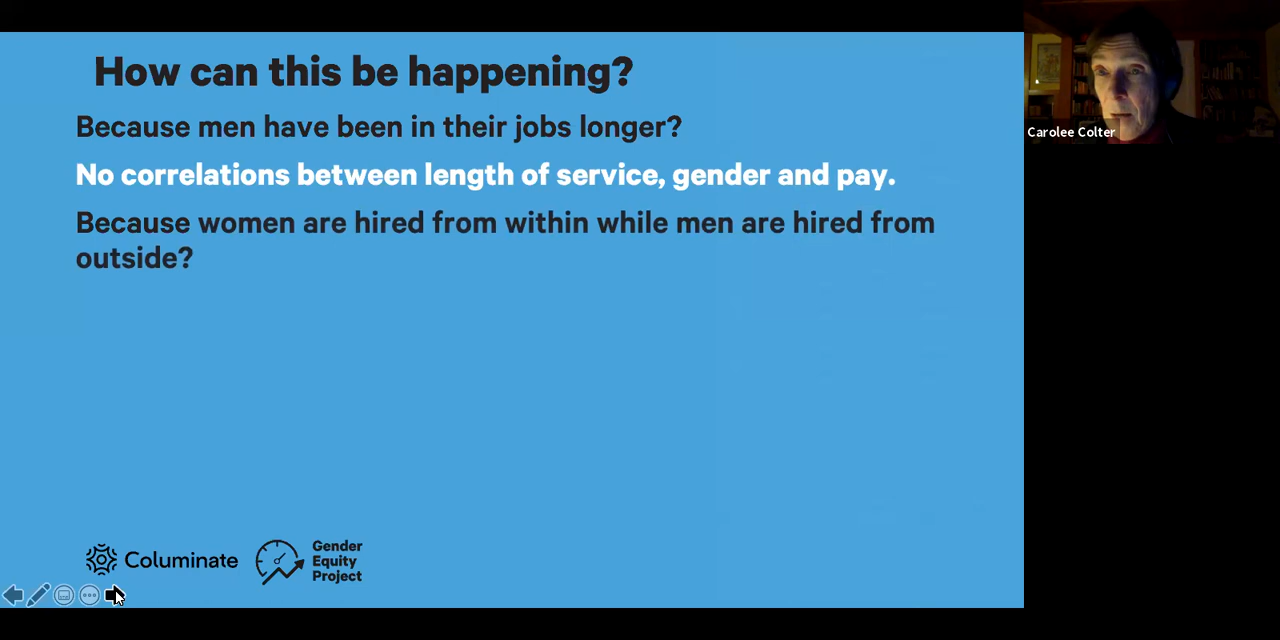 How can this be happening?
Because men have been in their jobs longer?
No correlations between length of service, gender and pay.
Because women are hired from within while men are hired from
outside?
Columinate
Gender
Equity
Project
Carolee Colter